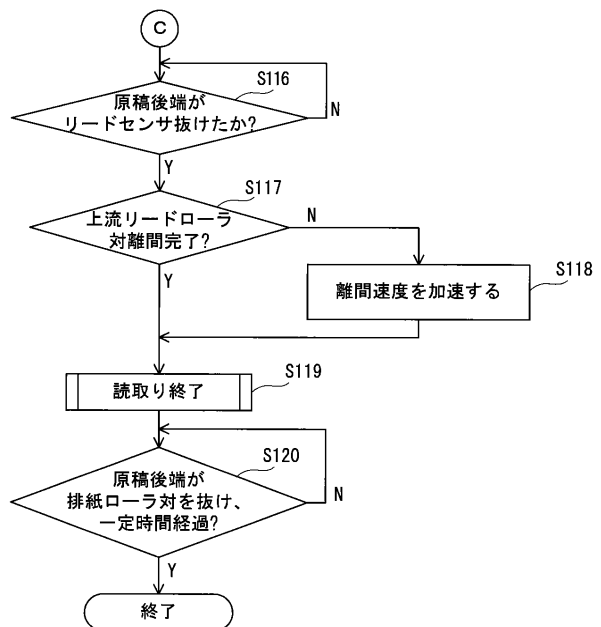 C
S116
原稿後端が
リードセンサ抜けたか?
N
Y
S117
上流リードローラ
対離間完了?
N
Y
S118
離間速度を加速する
S119
読取り終了
S120
原稿後端が
排紙ローラ対を抜け、
一定時間経過?
N
Y
終了